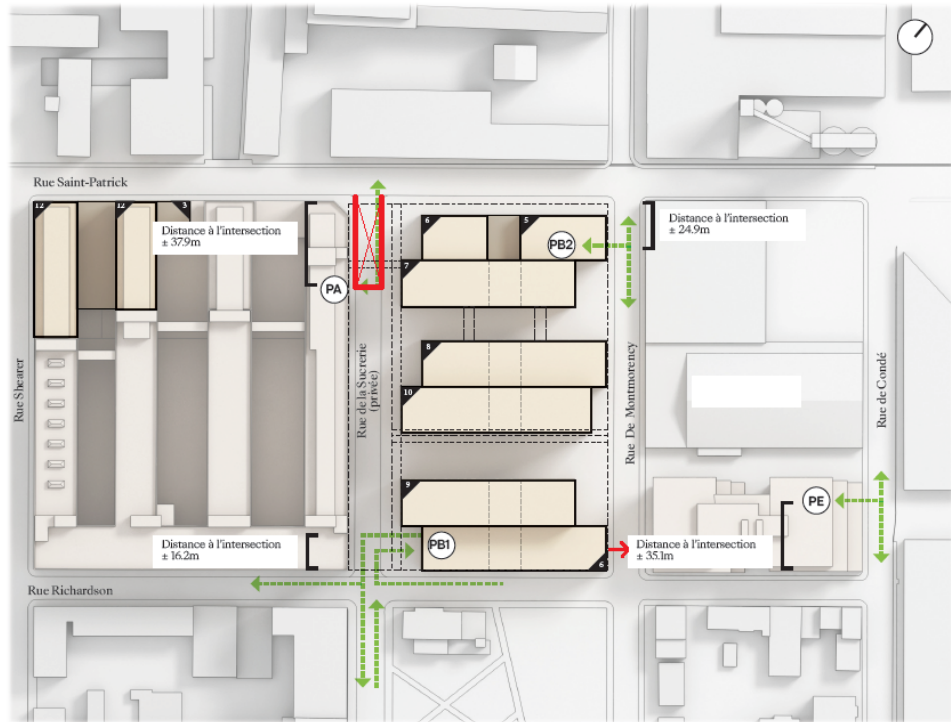 Rue Saint-Patrick
12
12
3
Distance à l'intersection
± 37.9m
6
5
Distance à l'intersection
± 24.9m
PB2
7
PA
Rue Shearer
Rue de la Sucrerie
(privée)
8
Rue De Montmorency
Rue de Condé
10
9
PE
Distance à l'intersection
± 16.2m
PB1
Distance à l'intersection
± 35.1m
6
Rue Richardson